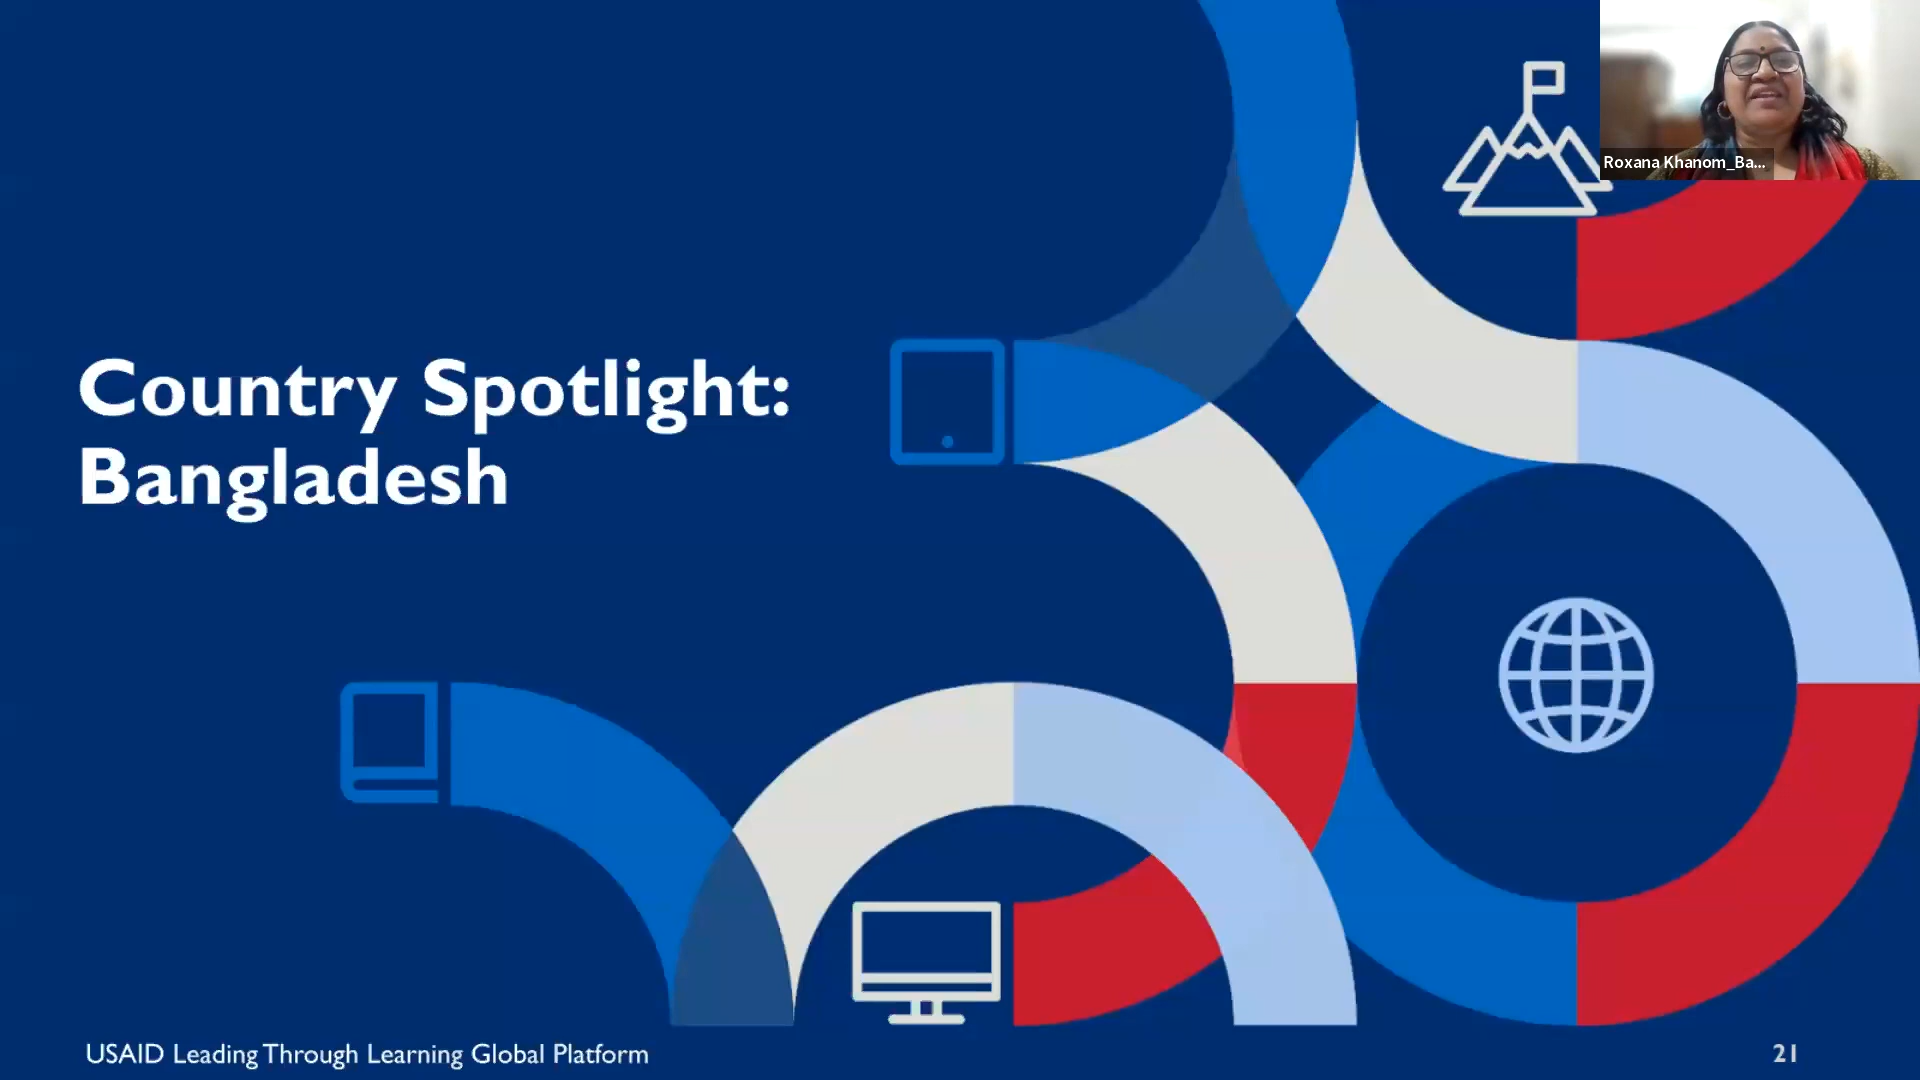 Roxana Khanom_Ba...
Country Spotlight:
Bangladesh
USAID Leading Through Learning Global Platform
21